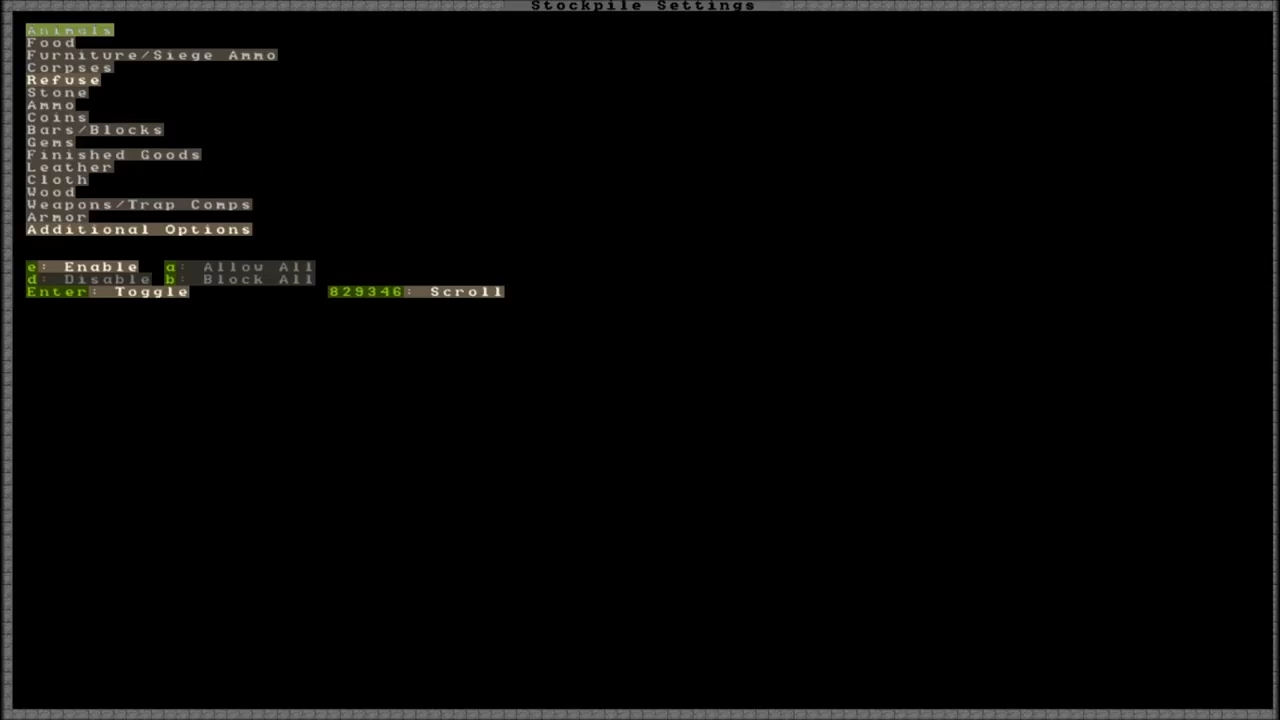 Stockpile Settings
Animals
Food
Furniture/Siege Ammo
Corpses
Refuse
Stone
Ammo
Coins
Bars/Blocks
Gems
Finished Goods
Leather
Cloth
Wood
Weapons/Trap Comps
Armor
Additional Options
e: Enable a: Allow All
d: Disable b: Block All
Enter: Toggle 829346: Scroll